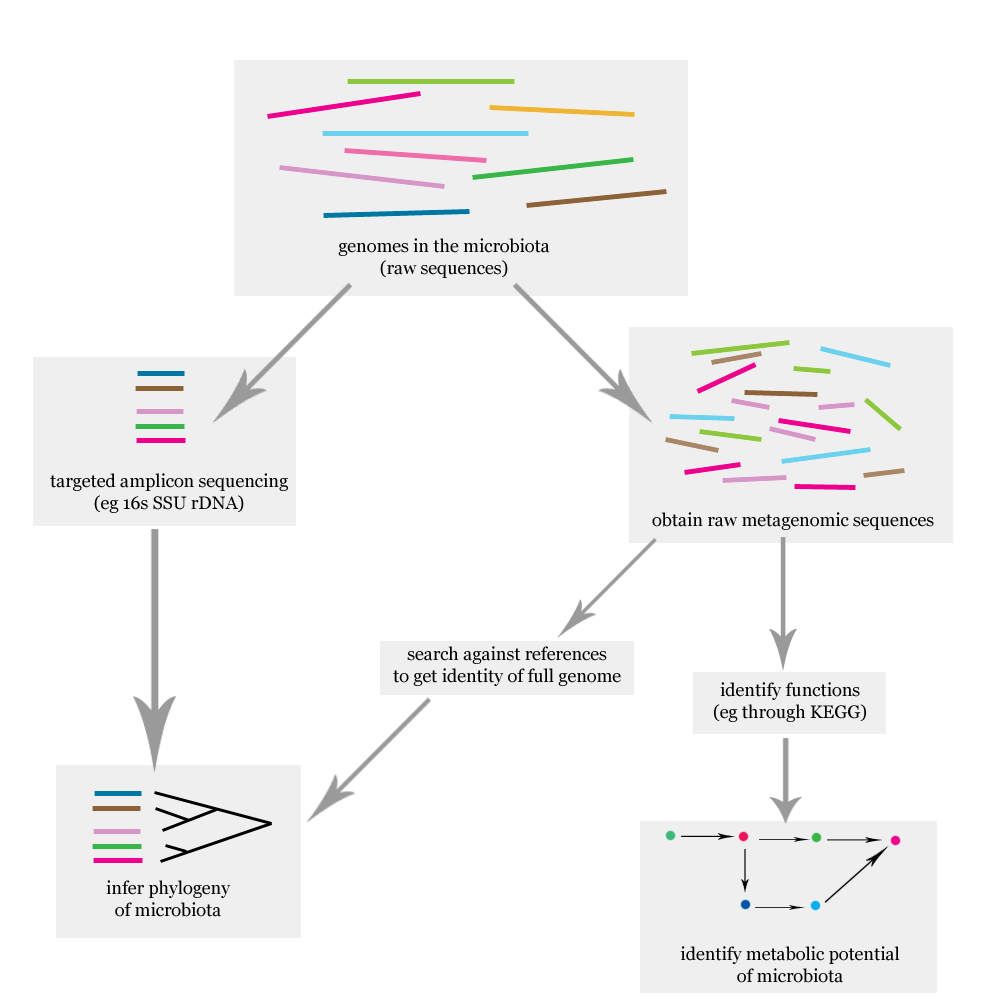 genomes in the microbiota
(raw sequences)
targeted amplicon sequencing
(eg 16s SSU rDNA)
obtain raw metagenomic sequences
search against references
to get identity of full genome
identify functions
(eg through KEGG)
infer phylogeny
of microbiota
identify metabolic potential
of microbiota